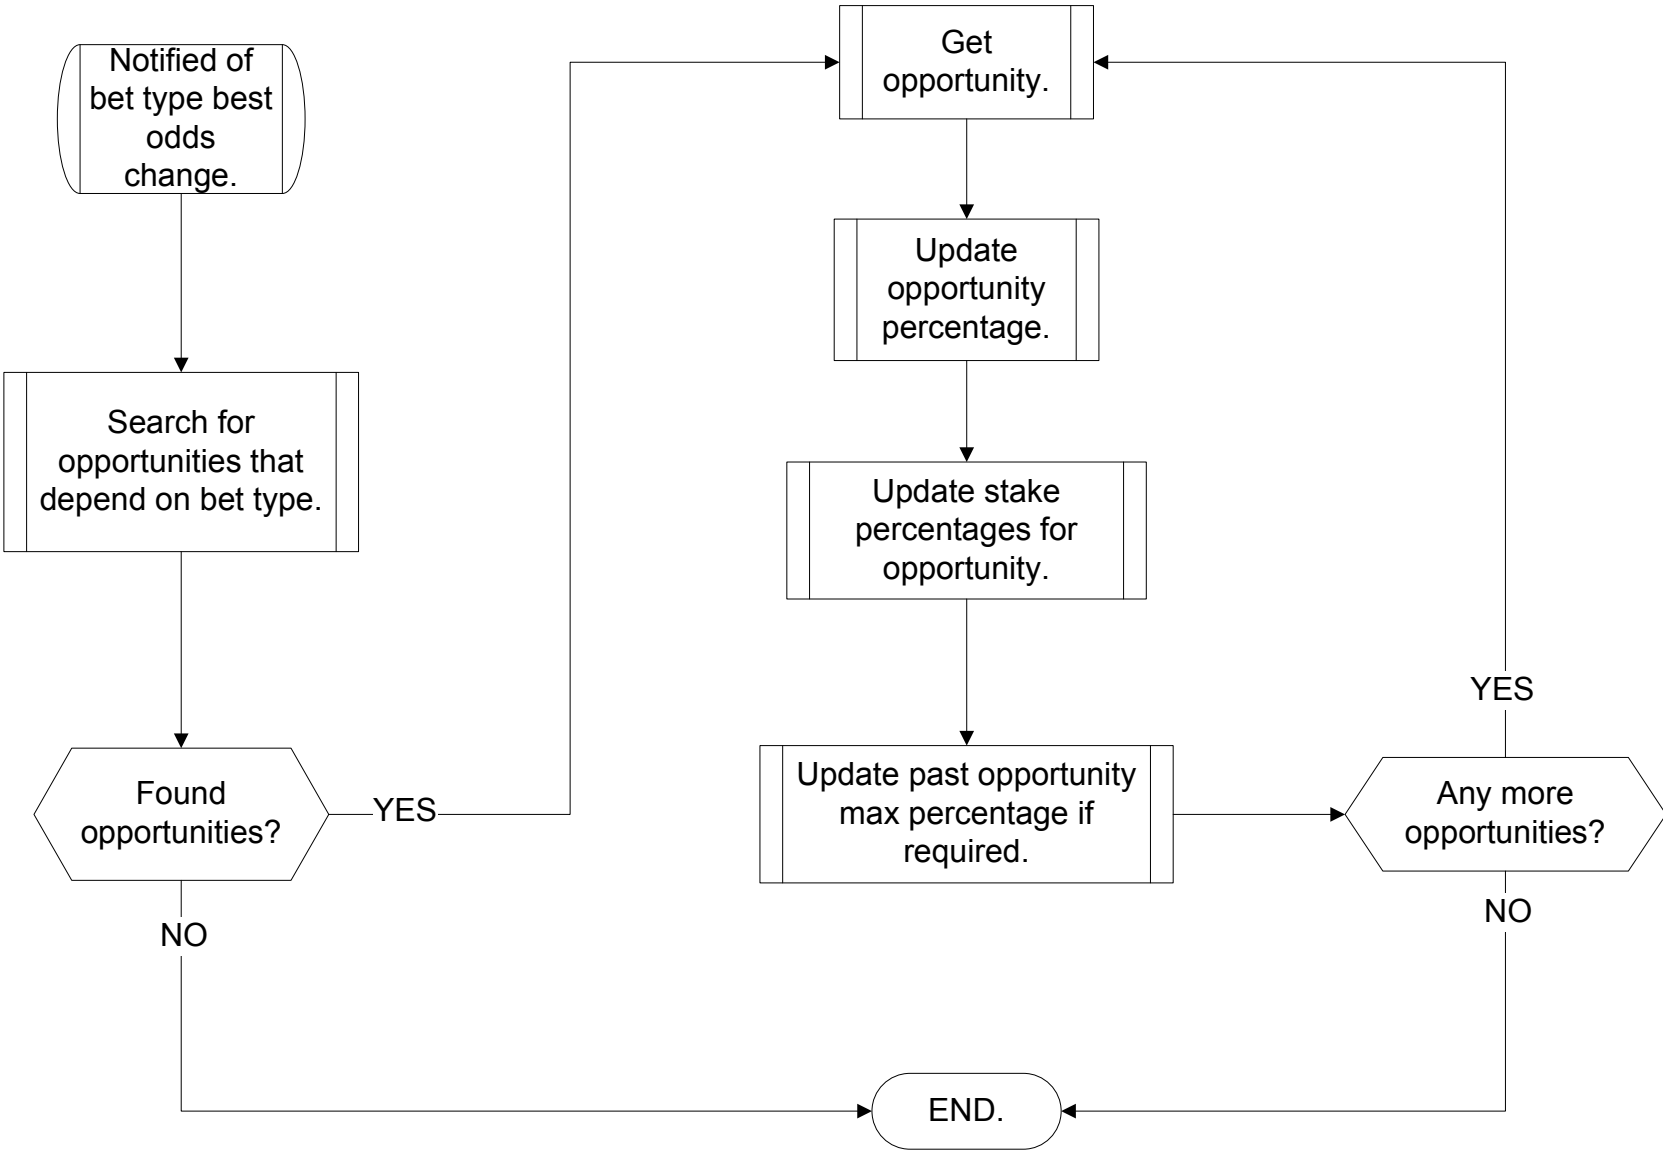 Notified of
bet type best
odds
change.
Search for
opportunities that
depend on bet type.
Found
opportunities?
YES
NO
Get
opportunity.
Update
opportunity
percentage.
Update stake
percentages for
opportunity.
Update past opportunity
max percentage if
required.
Any more
opportunities?
YES
NO
END.